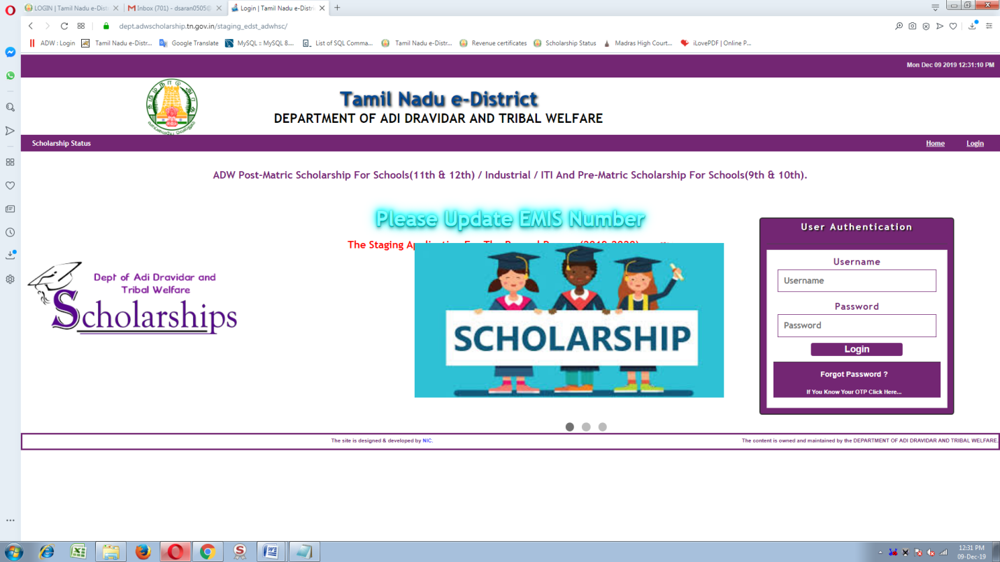 LOGIN | Tamil Nadu e-Dist
Inbox (701) - dsaran0505@
Login | Tamil Nadu e-Distri
dept.adwscholarship.tn.gov.in/staging_edst_adwhsc/
ADW : Login
Tamil Nadu e-Distr...
Google Translate
MySQL :: MySQL 8....
List of SQL Comma...
Tamil Nadu e-Distr...
Revenue certificates
Scholarship Status
Madras High Court...
iLovePDF | Online P...
Mon Dec 09 2019 12:31:10 PM
Tamil Nadu e-District
DEPARTMENT OF ADI DRAVIDAR AND TRIBAL WELFARE
Scholarship Status
Home
Login
ADW Post-Matric Scholarship For Schools(11th & 12th) / Industrial / ITI And Pre-Matric Scholarship For Schools(9th & 10th).
Please Update EMIS Number
The Staging
Dept of Adi Dravidar and
Tribal Welfare
Scholarships
SCHOLARSHIP
User Authentication
Username
Username
Password
Password
Login
Forgot Password ?
If You Know Your OTP Click Here...
The site is designed & developed by NIC.
The content is owned and maintained by the DEPARTMENT OF ADI DRAVIDAR AND TRIBAL WELFARE.
12:31 PM
09-Dec-19